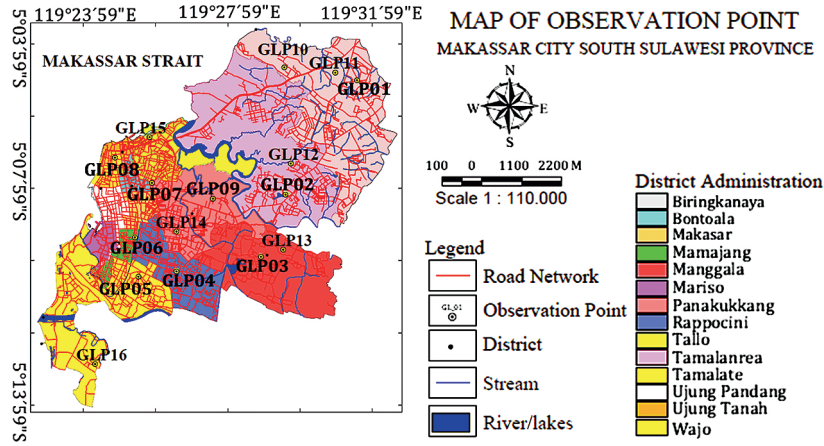 119°23'59"E 119°27'59"E 119°31'59"E
5°03'59"S
5°0.67'59"S
5°13'59"S
MAKASSAR STRAIT
GLP10
GLP11
GLP01
GLP15
GLP08
GLP12
GLP07
GLP09
GLP02
GLP14
GLP06
GLP13
GLP03
GLP04
GLP05
GLP16
MAP OF OBSERVATION POINT
MAKASSAR CITY SOUTH SULAWESI PROVINCE
N
W E
S
100 0 1100 2200 M
Scale 1 : 110.000
Legend
Road Network
GL_01
Observation Point
District
Stream
River/lakes
District Administration
Biringkanaya
Bontoala
Makasar
Mamajang
Manggala
Mariso
Panakukkang
Rappocini
Tallo
Tamalanrea
Tamalate
Ujung Pandang
Ujung Tanah
Wajo